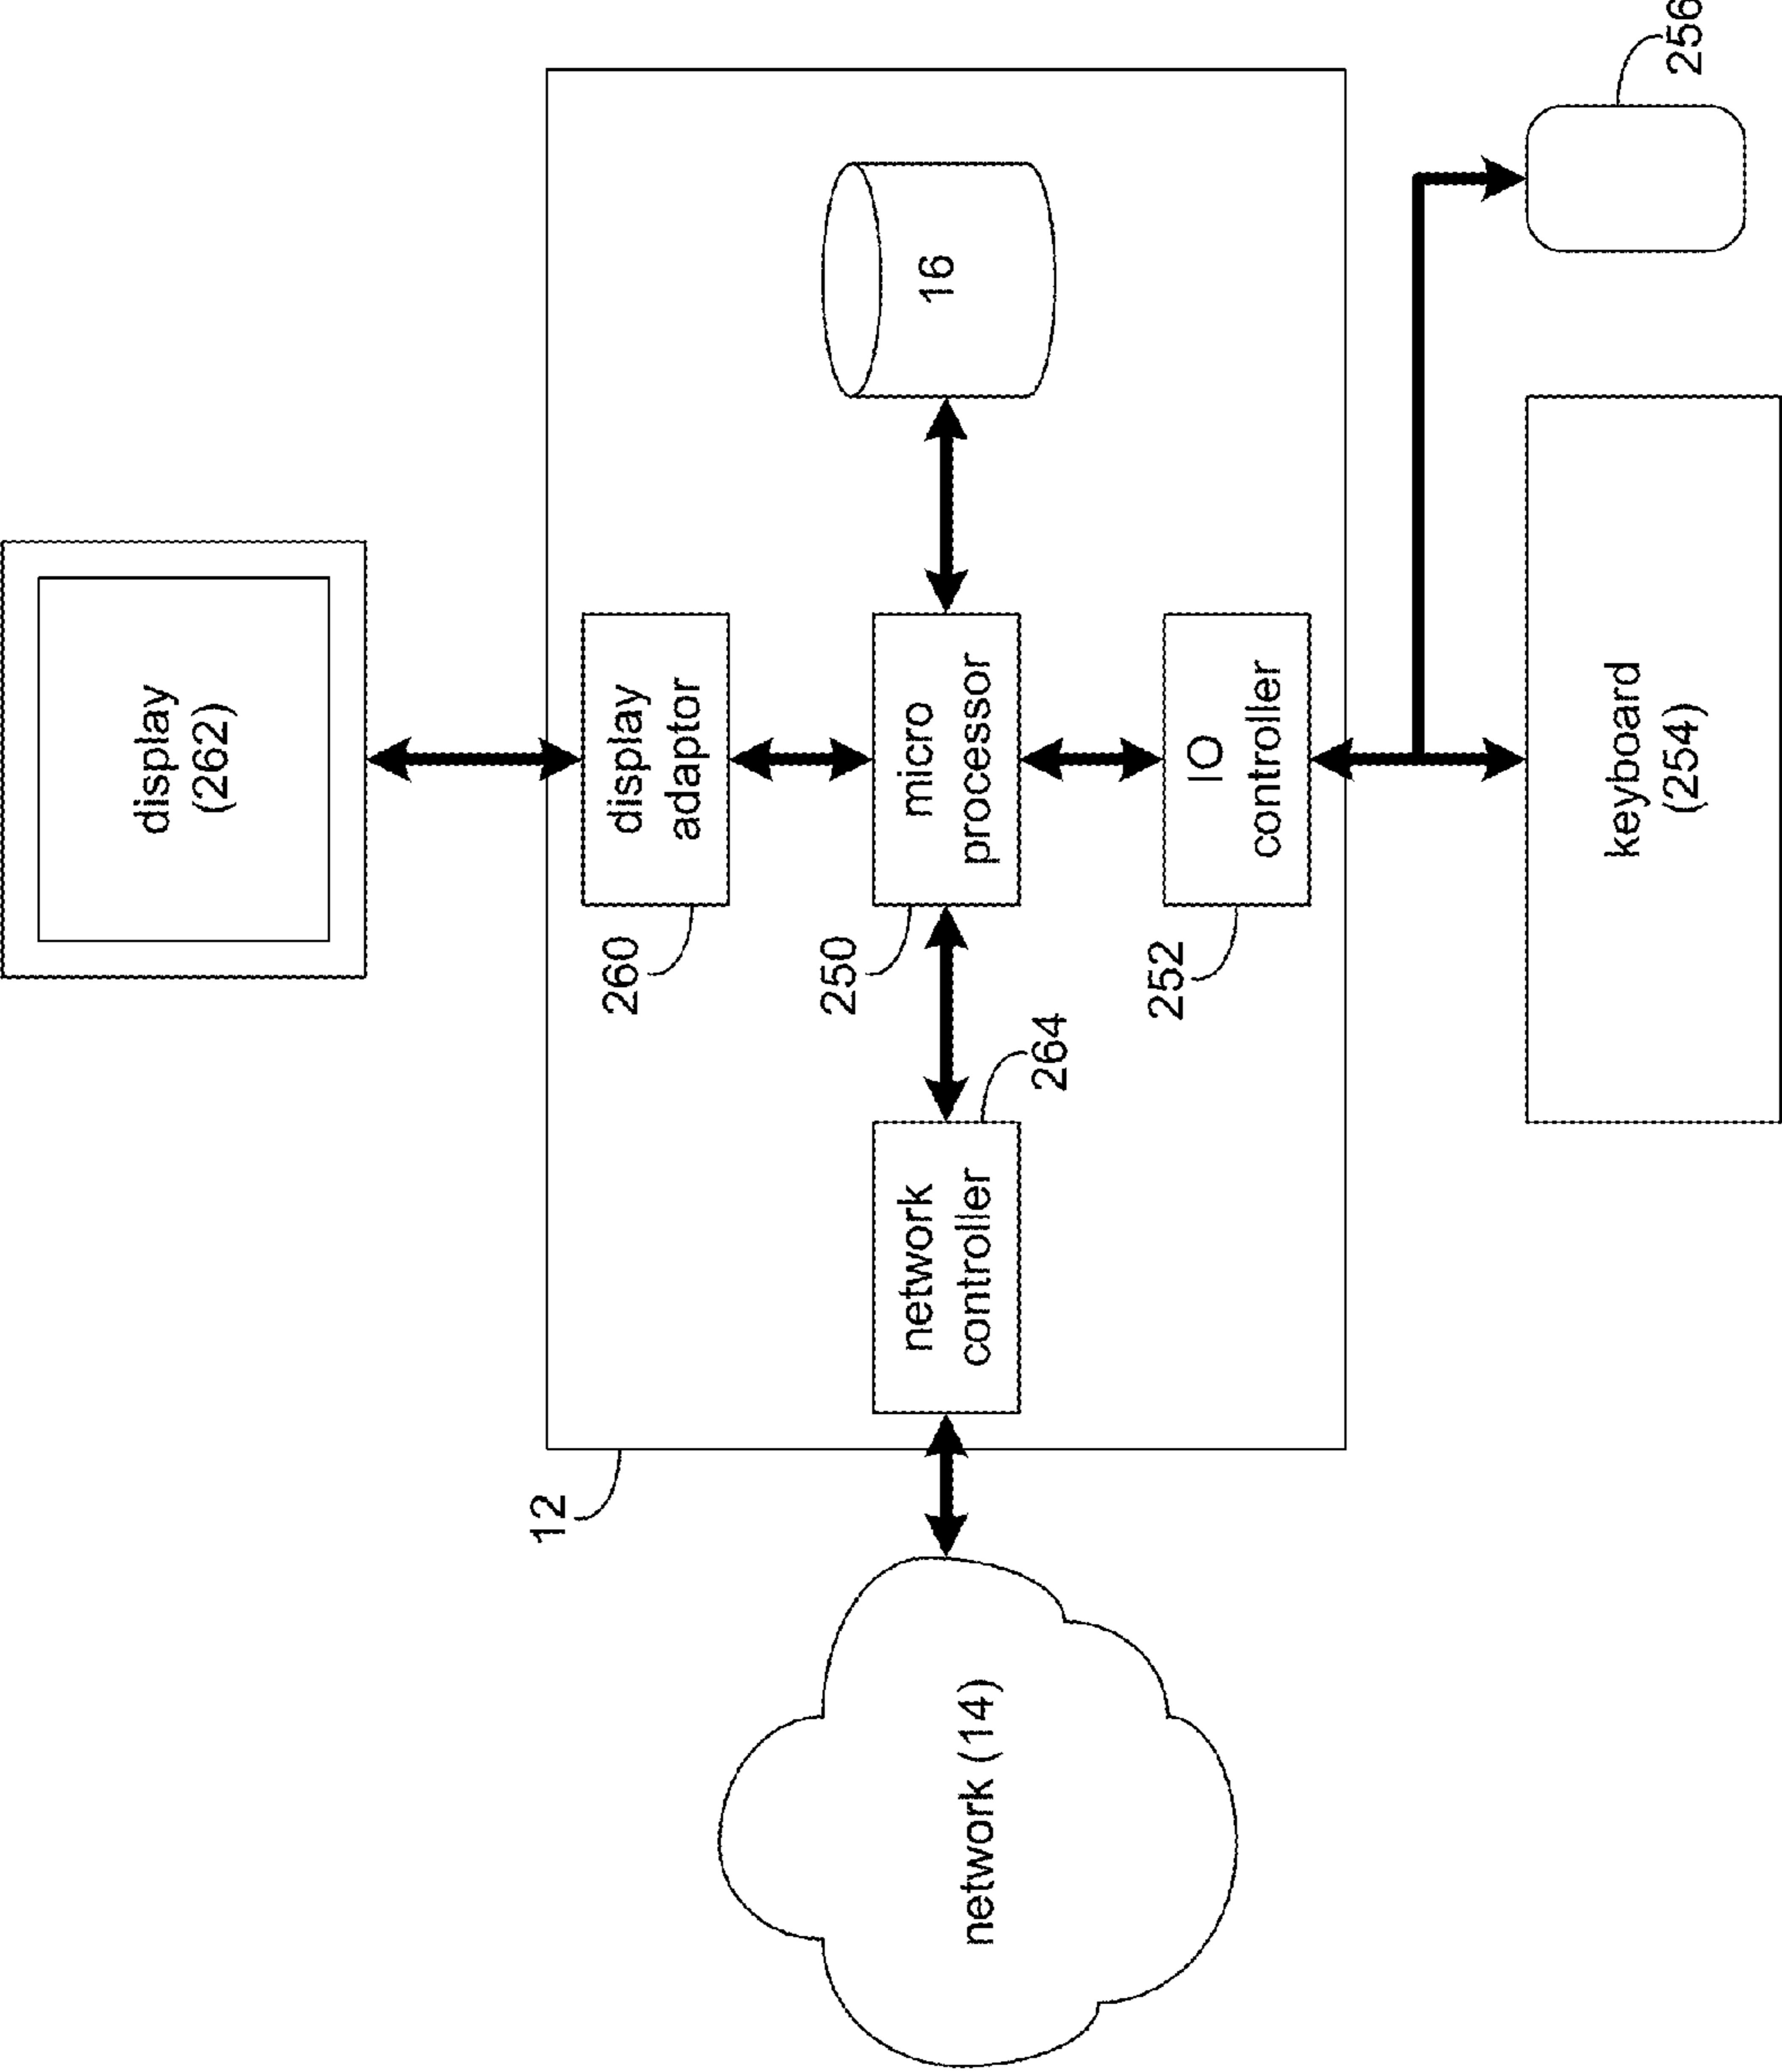 display
(262)
260
display
adaptor
250
micro
processor
16
264
network
controller
252
IO
controller
12
network (14)
keyboard
(254)
256